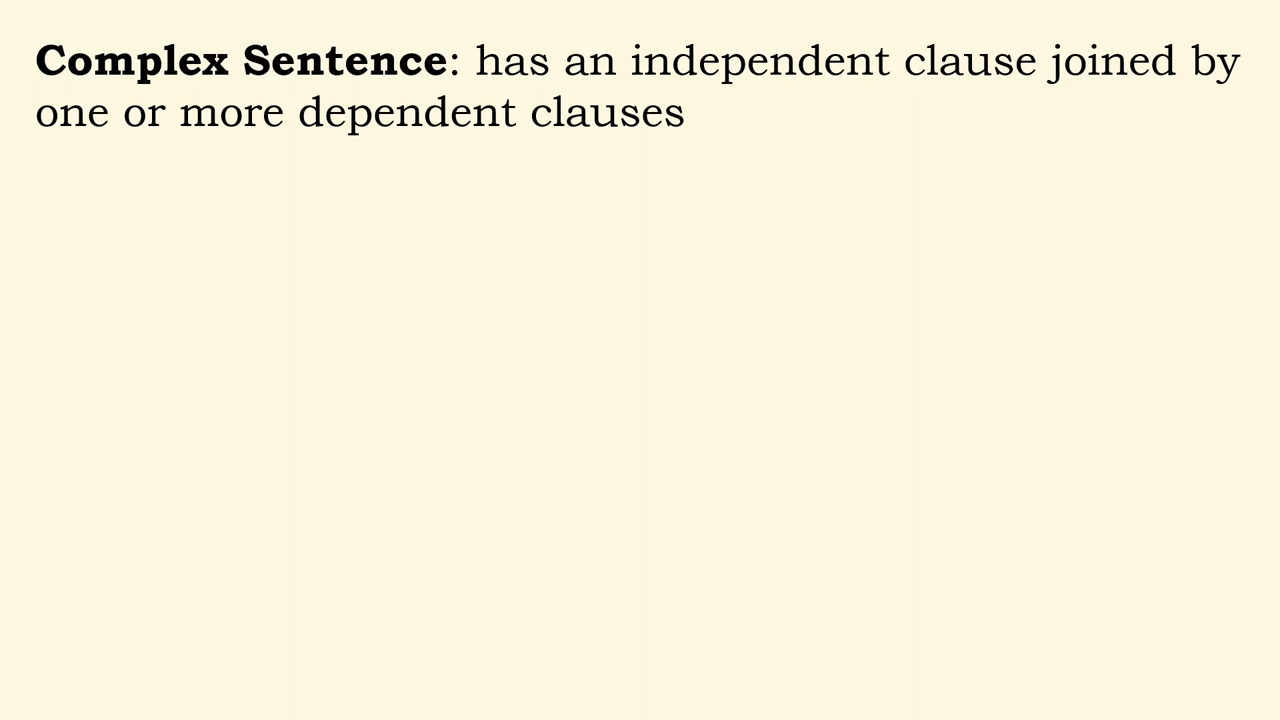 Complex Sentence: has an independent clause joined by
one or more dependent clauses